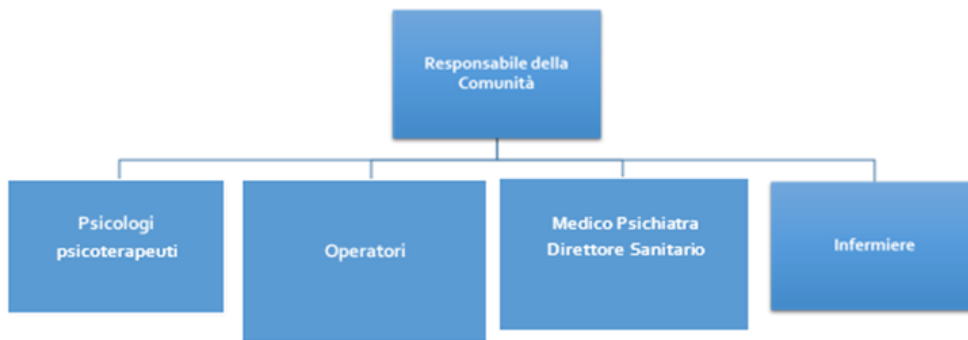 Responsabile della
Comunità
Psicologi
psicoterapeuti
Operatori
Medico Psichiatra
Direttore Sanitario
Infermiere